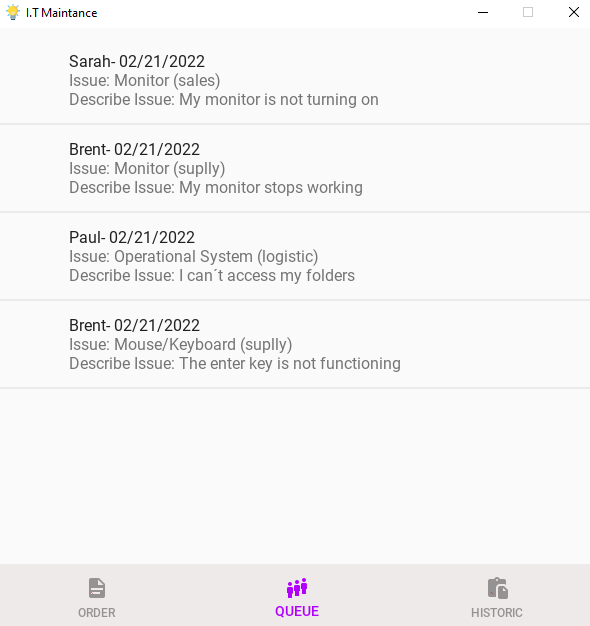 I.T Maintance
Sarah- 02/21/2022
Issue: Monitor (sales)
Describe Issue: My monitor is not turning on
Brent- 02/21/2022
Issue: Monitor (suplly)
Describe Issue: My monitor stops working
Paul- 02/21/2022
Issue: Operational System (logistic)
Describe Issue: I can´t access my folders
Brent- 02/21/2022
Issue: Mouse/Keyboard (suplly)
Describe Issue: The enter key is not functioning
ORDER
QUEUE
HISTORIC